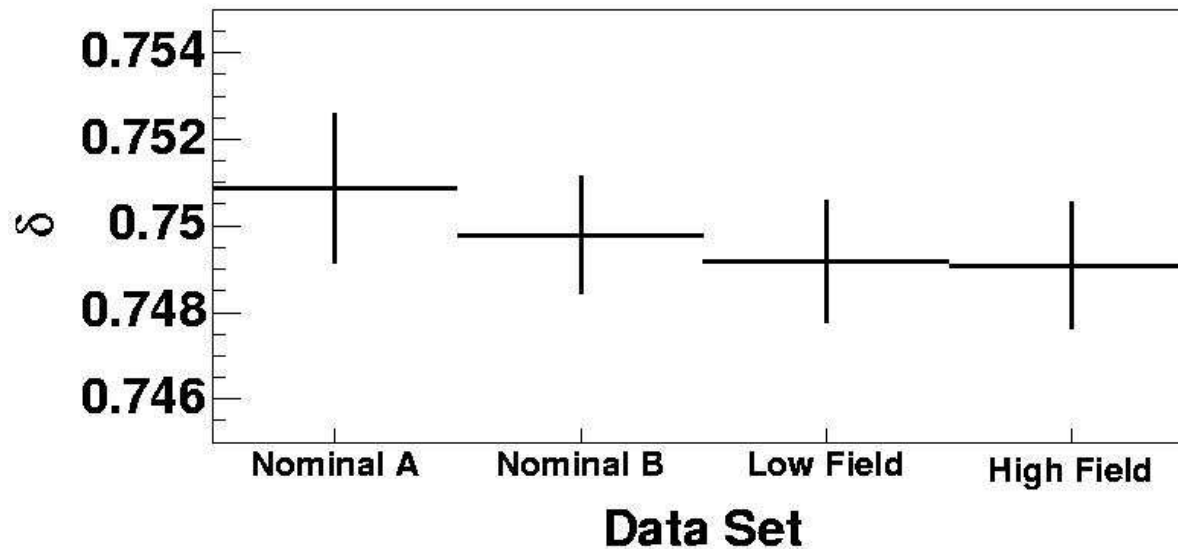 0.754
0.752
0.75
0.748
0.746
δ
Nominal A Nominal B Low Field High Field
Data Set